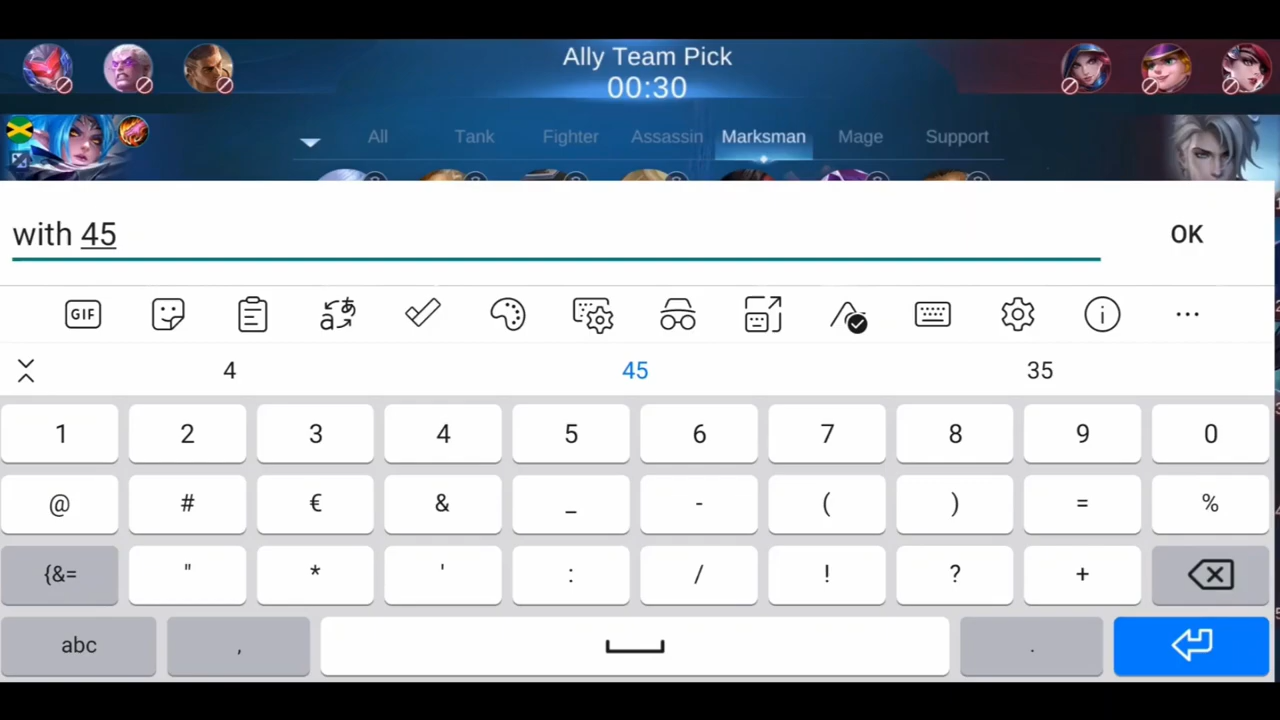 Ally Team Pick
00:30
All Tank Fighter Assassin Marksman Mage Support
with 45
OK
GIF
4 45 35
1 2 3 4 5 6 7 8 9 0
@ # € & _ - ( ) = %
{&= " * ' : / ! ? +
abc , .